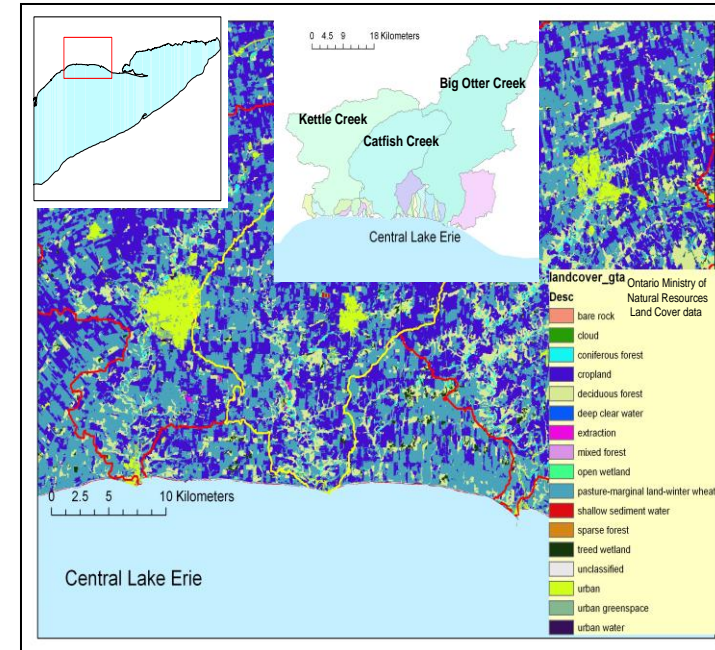 0 4.5 9 18 Kilometers
Big Otter Creek
Kettle Creek
Catfish Creek
Central Lake Erie
landcover_gta
Ontario Ministry of
Natural Resources
Land Cover data
Desc
bare rock
cloud
coniferous forest
cropland
deciduous forest
deep clear water
extraction
mixed forest
open wetland
pasture-marginal land-winter wheat
shallow sediment water
sparse forest
treed wetland
unclassified
urban
urban greenspace
urban water
0 2.5 5 10 Kilometers
Central Lake Erie